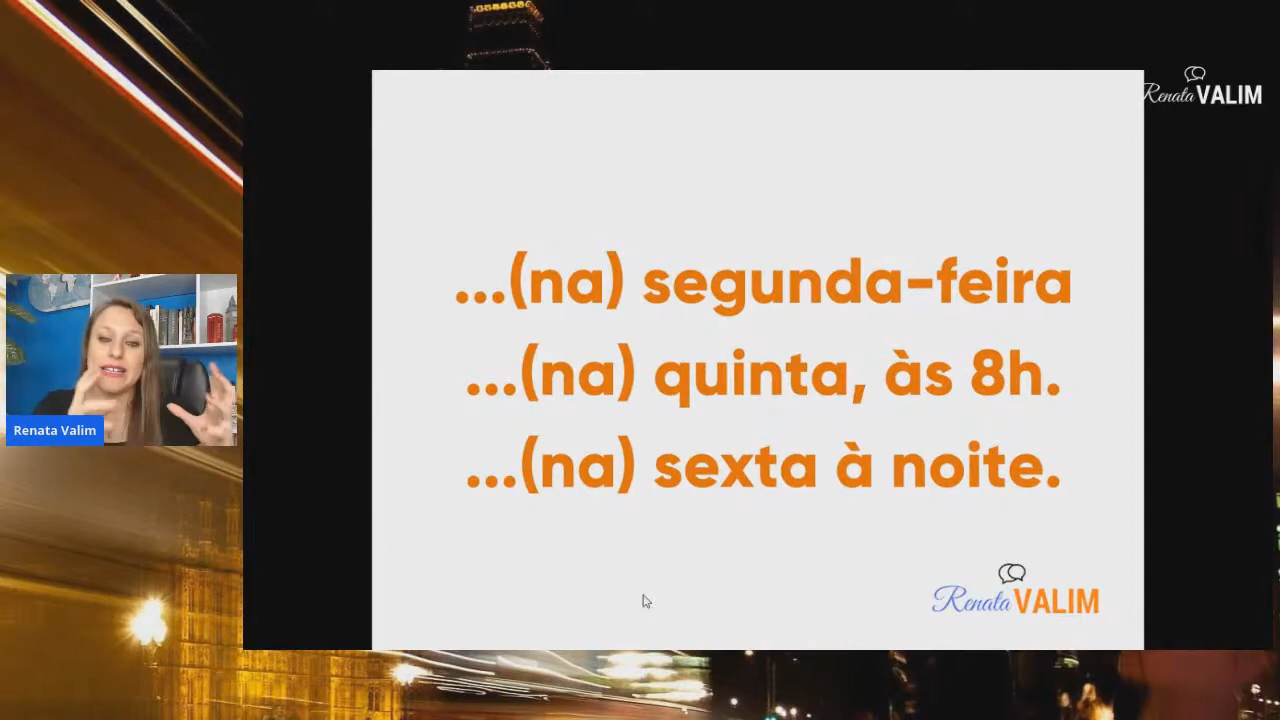 Renata VALIM
...(na) segunda-feira
...(na) quinta, às 8h.
...(na) sexta à noite.
Renata Valim
Renata VALIM